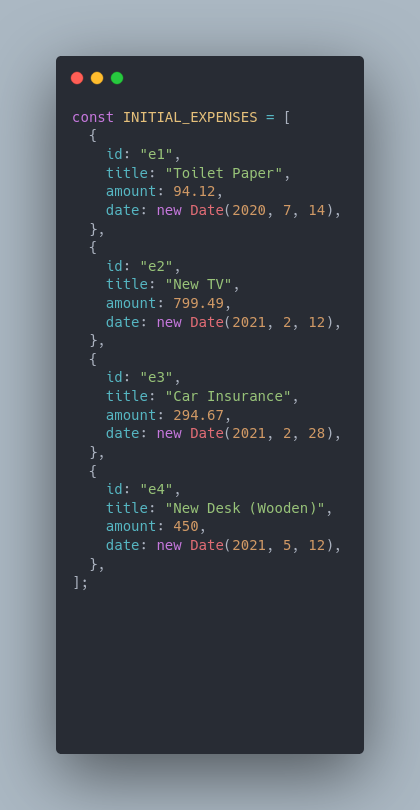 const INITIAL_EXPENSES = [
  {
    id: "e1",
    title: "Toilet Paper",
    amount: 94.12,
    date: new Date(2020, 7, 14),
  },
  {
    id: "e2",
    title: "New TV",
    amount: 799.49,
    date: new Date(2021, 2, 12),
  },
  {
    id: "e3",
    title: "Car Insurance",
    amount: 294.67,
    date: new Date(2021, 2, 28),
  },
  {
    id: "e4",
    title: "New Desk (Wooden)",
    amount: 450,
    date: new Date(2021, 5, 12),
  },
];